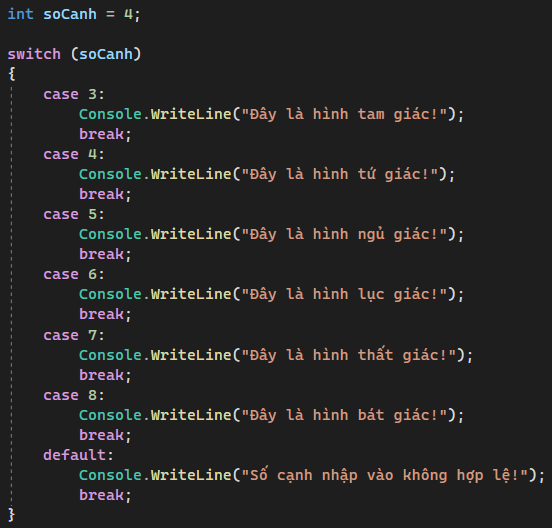 int soCanh = 4;
switch (soCanh)
{
case 3:
Console.WriteLine("Đây là hình tam giác!");
break;
case 4:
Console.WriteLine("Đây là hình tứ giác!");
break;
case 5:
Console.WriteLine("Đây là hình ngủ giác!");
break;
case 6:
Console.WriteLine("Đây là hình lục giác!");
break;
case 7:
Console.WriteLine("Đây là hình thất giác!");
break;
case 8:
Console.WriteLine("Đây là hình bát giác!");
break;
default:
Console.WriteLine("Số cạnh nhập vào không hợp lệ!");
break;
}